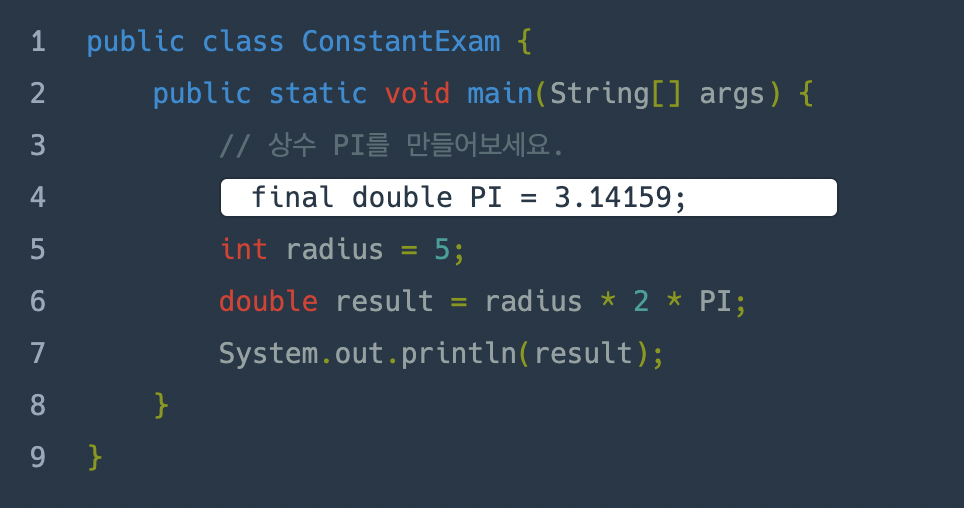 1 public class ConstantExam {
2 public static void main(String[] args) {
3 // 상수 PI를 만들어보세요.
4 final double PI = 3.14159;
5 int radius = 5;
6 double result = radius * 2 * PI;
7 System.out.println(result);
8 }
9 }